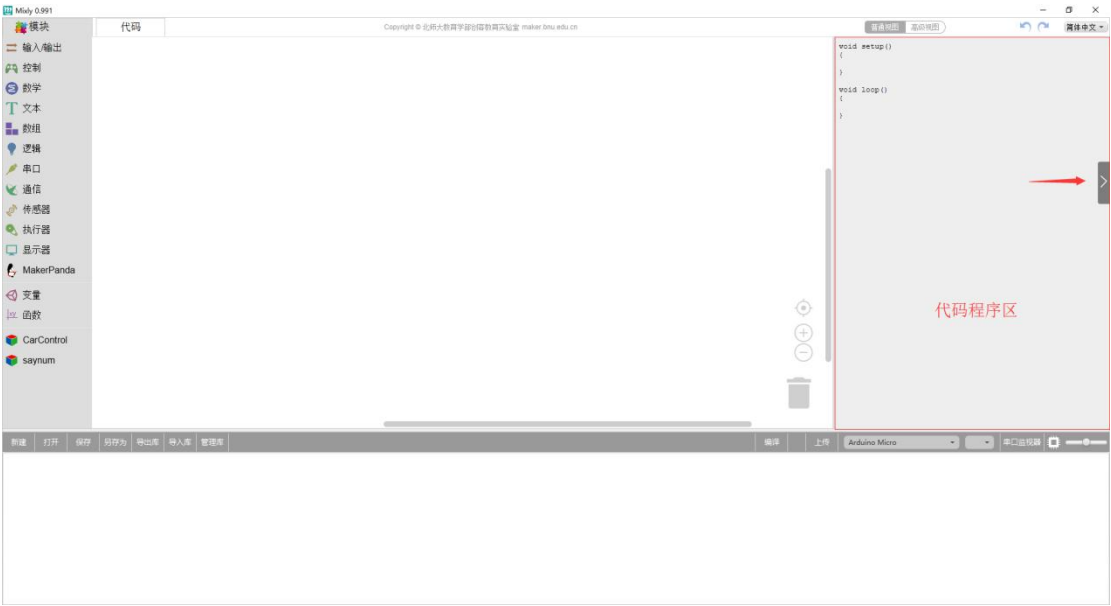 Mixly 0.991
模块
代码
Copyright © 北师大教育学部创客教育实验室 maker.bnu.edu.cn
普通视图 高级视图
简体中文
输入/输出
控制
数学
文本
数组
逻辑
串口
通信
传感器
执行器
显示器
MakerPanda
变量
函数
CarControl
saynum
void setup()
{
}
void loop()
{
}
代码程序区
新建 打开 保存 另存为 导出库 导入库 管理库
编译 上传 Arduino Micro 串口监视器